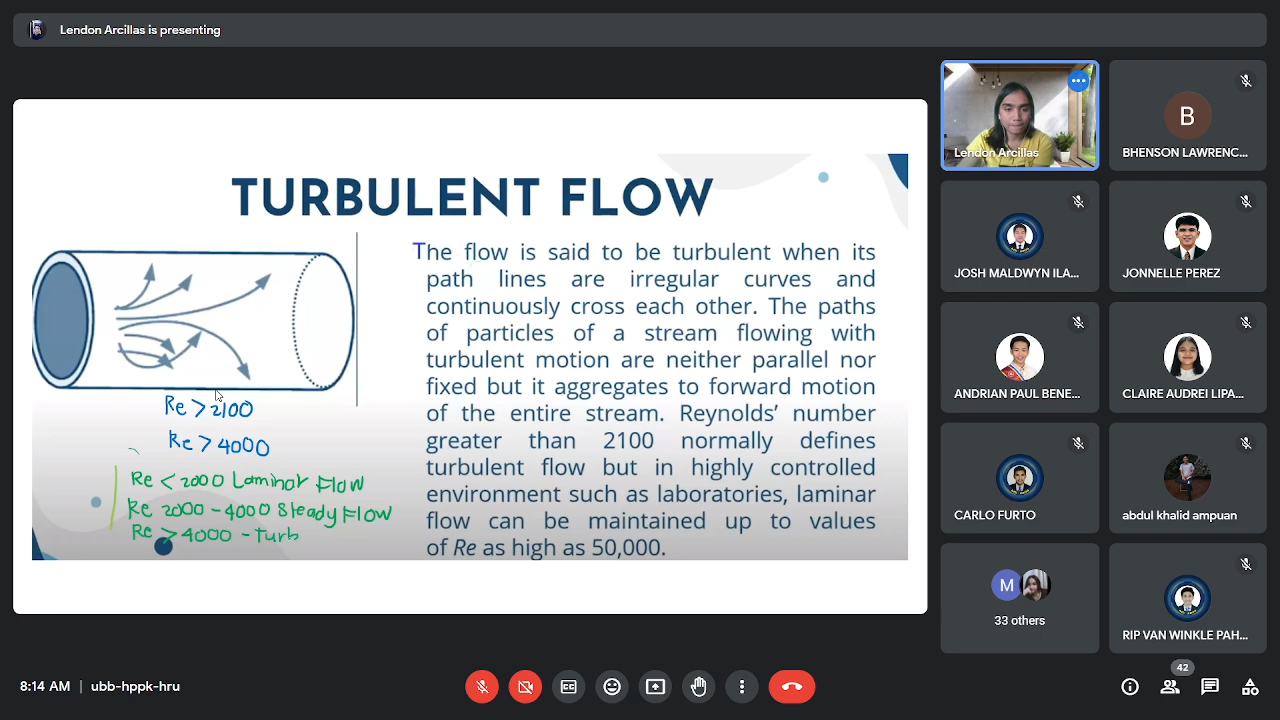 Lendon Arcillas is presenting
TURBULENT FLOW
The flow is said to be turbulent when its
path lines are irregular curves and
continuously cross each other. The paths
of particles of a stream flowing with
turbulent motion are neither parallel nor
fixed but it aggregates to forward motion
of the entire stream. Reynolds' number
greater than 2100 normally defines
turbulent flow but in highly controlled
environment such as laboratories, laminar
flow can be maintained up to values
of Re as high as 50,000.
Re > 2100
Re > 4000
Re < 2000 Laminar Flow
Re 2000 - 4000 Steady Flow
Re > 4000 - turb
Lendon Arcillas
B
BHENSON LAWRENC...
JOSH MALDWYN ILA...
JONNELLE PEREZ
ANDRIAN PAUL BENE...
CLAIRE AUDREI LIPA...
CARLO FURTO
abdul khalid ampuan
M
33 others
RIP VAN WINKLE PAH...
8:14 AM | ubb-hppk-hru
42